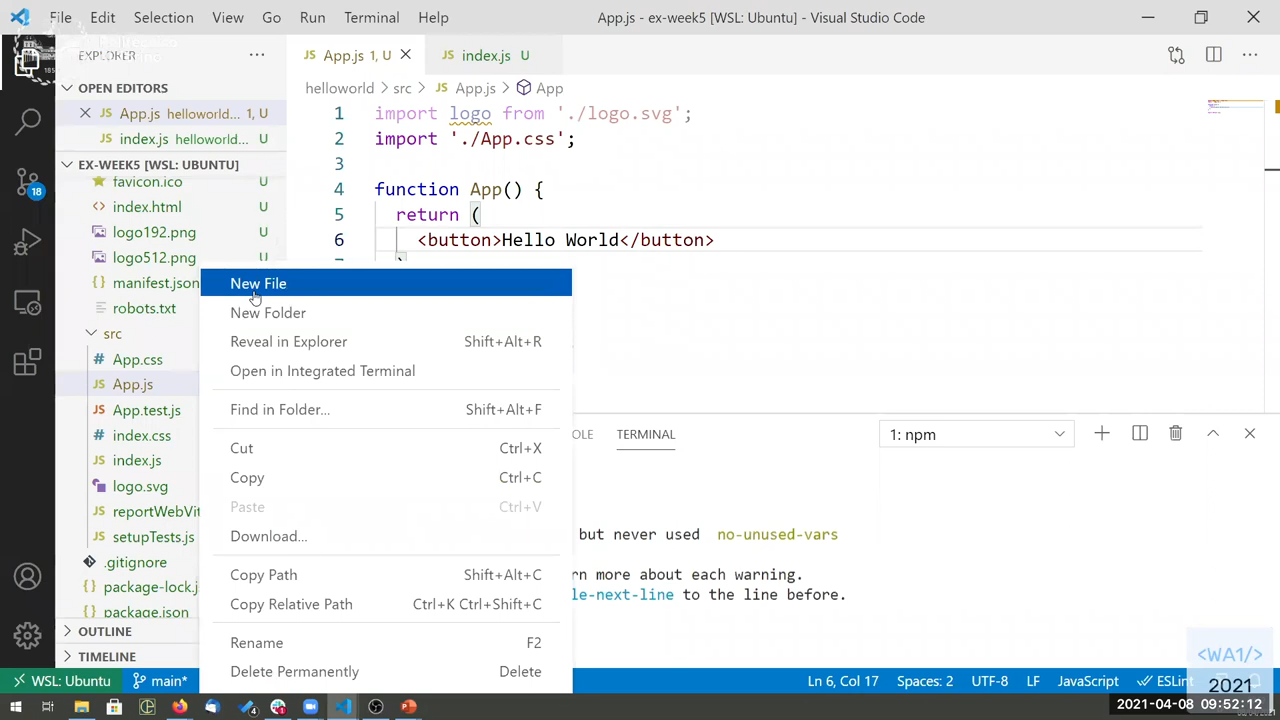 File Edit Selection View Go Run Terminal Help App.js - ex-week5 [WSL: Ubuntu] - Visual Studio Code
EXPLORER
App.js 1, U
index.js U
OPEN EDITORS
App.js helloworld... 1, U
index.js helloworld... U
EX-WEEK5 [WSL: UBUNTU]
favicon.ico U
index.html U
logo192.png U
logo512.png U
manifest.json
robots.txt
src
App.css
App.js
App.test.js
index.css
index.js
logo.svg
reportWebVit
setupTests.js
.gitignore
package-lock.j
package.json
OUTLINE
TIMELINE
18
helloworld > src > App.js > App
1 import logo from './logo.svg';
2 import './App.css';
3
4 function App() {
5 return (
6 <button>Hello World</button>
New File
New Folder
Reveal in Explorer Shift+Alt+R
Open in Integrated Terminal
Find in Folder... Shift+Alt+F
Cut Ctrl+X
Copy Ctrl+C
Paste Ctrl+V
Download...
Copy Path Shift+Alt+C
Copy Relative Path Ctrl+K Ctrl+Shift+C
Rename F2
Delete Permanently Delete
OLE TERMINAL 1: npm
but never used no-unused-vars
rn more about each warning.
le-next-line to the line before.
WSL: Ubuntu main* Ln 6, Col 17 Spaces: 2 UTF-8 LF JavaScript ESLint
<WA1/>
2021
2021-04-08 09:52:12